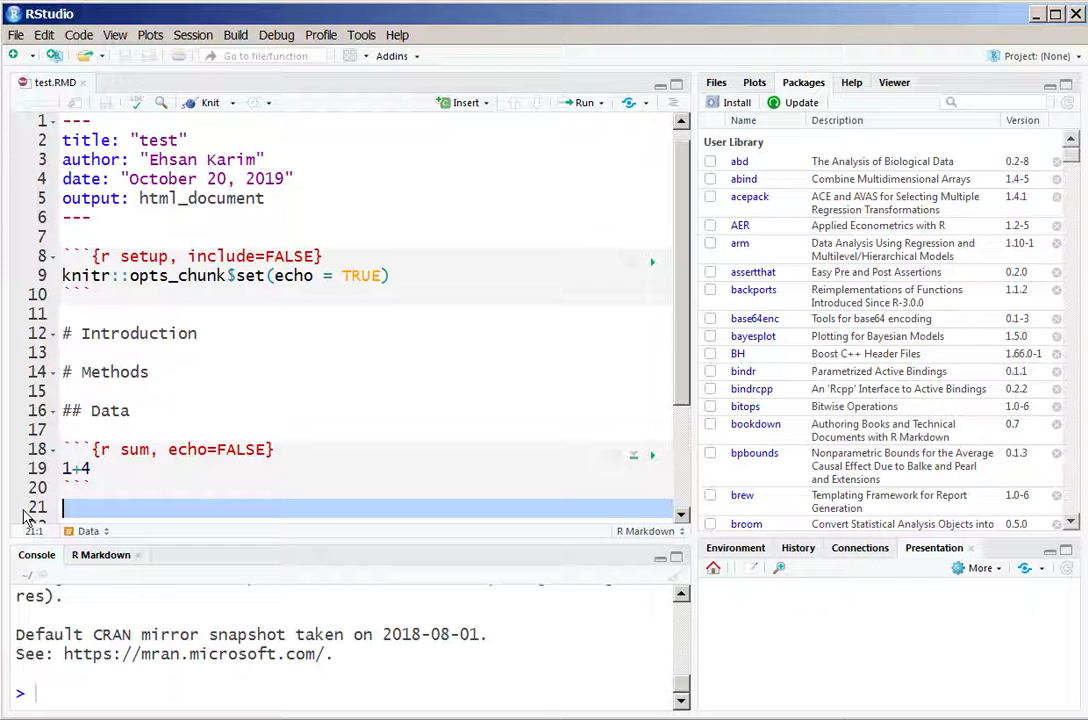 RStudio
File Edit Code View Plots Session Build Debug Profile Tools Help
Go to file/function Addins Project: (None)
test.RMD
Knit Insert Run
1 ---
2 title: "test"
3 author: "Ehsan Karim"
4 date: "October 20, 2019"
5 output: html_document
6 ---
7
8 ```{r setup, include=FALSE}
9 knitr::opts_chunk$set(echo = TRUE)
10 ```
11
12 # Introduction
13
14 # Methods
15
16 ## Data
17
18 ```{r sum, echo=FALSE}
19 1+4
20 ```
21
21:1 Data R Markdown
Console R Markdown
~/
res).
Default CRAN mirror snapshot taken on 2018-08-01.
See: https://mran.microsoft.com/.
>
Files Plots Packages Help Viewer
Install Update
Name Description Version
User Library
abd The Analysis of Biological Data 0.2-8
abind Combine Multidimensional Arrays 1.4-5
acepack ACE and AVAS for Selecting Multiple 1.4.1
Regression Transformations
AER Applied Econometrics with R 1.2-5
arm Data Analysis Using Regression and 1.10-1
Multilevel/Hierarchical Models
assertthat Easy Pre and Post Assertions 0.2.0
backports Reimplementations of Functions 1.1.2
Introduced Since R-3.0.0
base64enc Tools for base64 encoding 0.1-3
bayesplot Plotting for Bayesian Models 1.5.0
BH Boost C++ Header Files 1.66.0-1
bindr Parametrized Active Bindings 0.1.1
bindrcpp An 'Rcpp' Interface to Active Bindings 0.2.2
bitops Bitwise Operations 1.0-6
bookdown Authoring Books and Technical 0.7
Documents with R Markdown
bpbounds Nonparametric Bounds for the Average 0.1.3
Causal Effect Due to Balke and Pearl
and Extensions
brew Templating Framework for Report 1.0-6
Generation
broom Convert Statistical Analysis Objects into 0.5.0
Environment History Connections Presentation
More